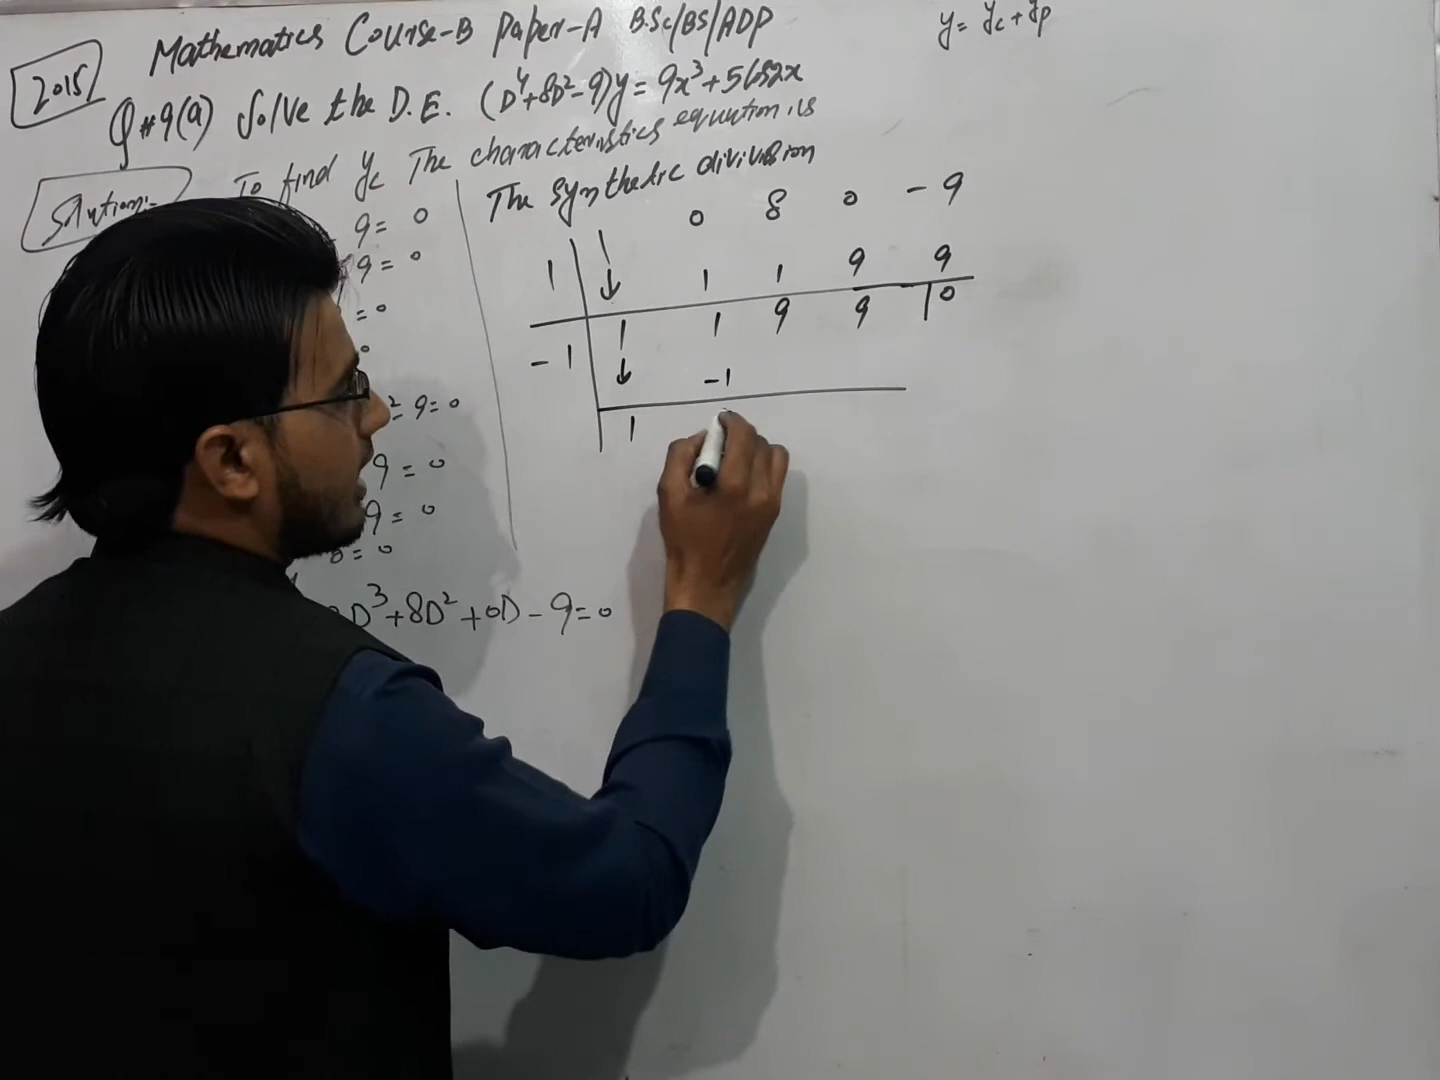 2015
Mathematics Course-B Paper-A B.Sc/BS/ADP
y = yc + yp
Q#9(a) Solve the D.E. (D⁴+8D²-9)y = 9x³+5
Solution:- To find yc The characteristics equation is
The synthetic
9 = 0
9 = 0
= 0
² 9 = 0
9 = 0
9 = 0
8 = 0
D³+8D²+0D-9=0
1 0 8 0 -9
1 ↓ 1 1 9 9
1 1 9 9 0
-1 ↓ -1
1